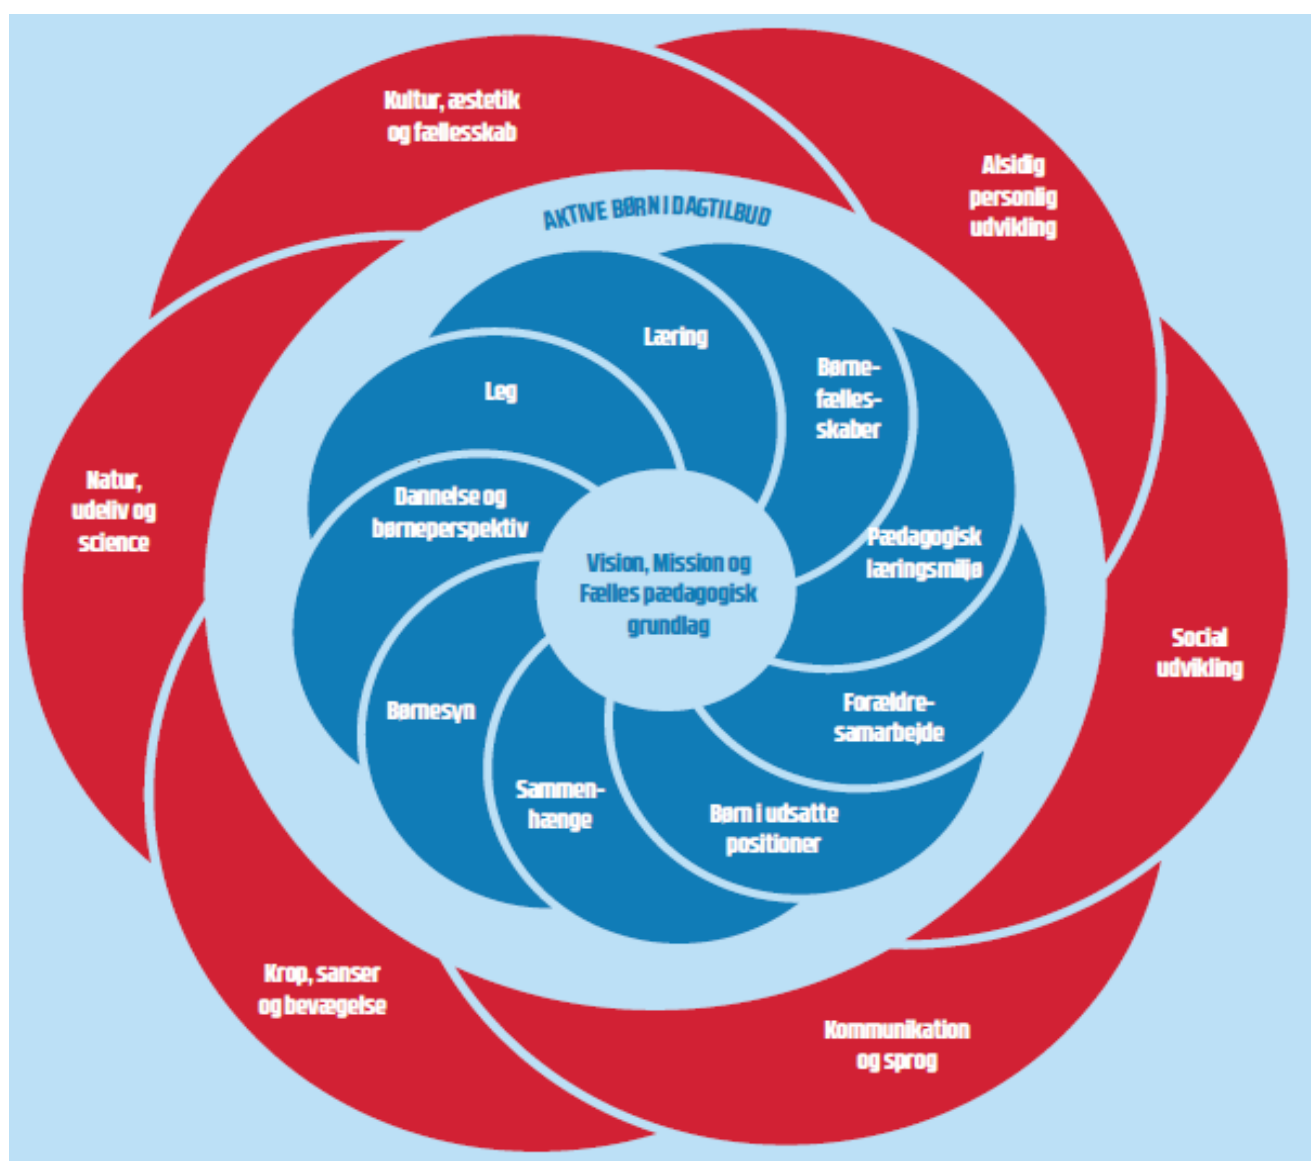 Kultur, æstetik
og fællesskab
Alsidig
personlig
udvikling
AKTIVE BØRN I DAGTILBUD
Læring
Børne-
fælles-
skaber
Leg
Natur,
udeliv og
science
Dannelse og
børneperspektiv
Pædagogisk
læringsmiljø
Vision, Mission og
Fælles pædagogisk
grundlag
Social
udvikling
Børnesyn
Forældre-
samarbejde
Sammen-
hænge
Børn i udsatte
positioner
Krop, sanser
og bevægelse
Kommunikation
og sprog